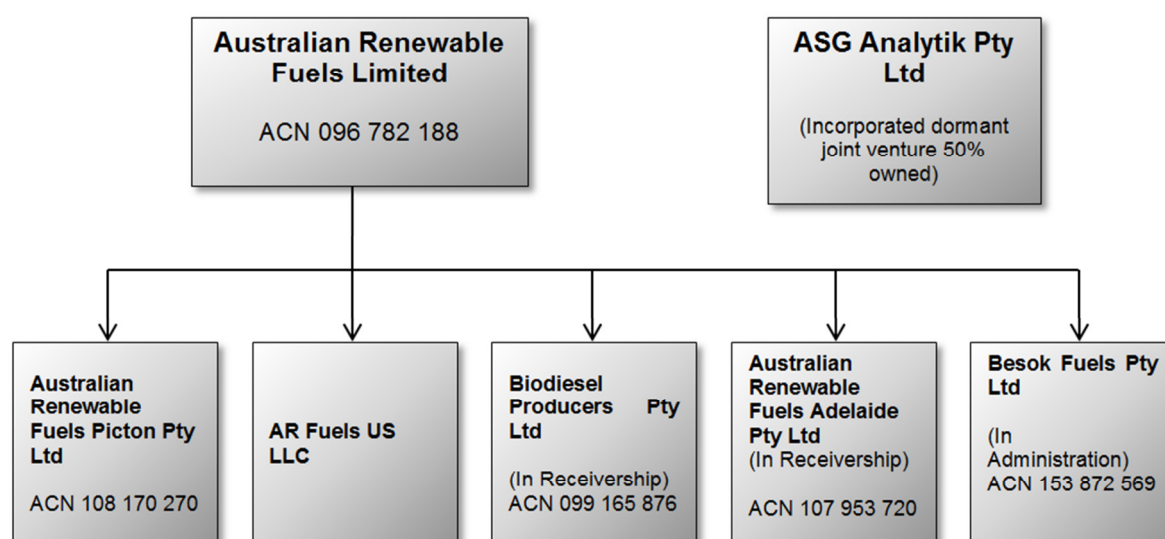 Australian Renewable
Fuels Limited
ACN 096 782 188
ASG Analytik Pty
Ltd
(Incorporated dormant
joint venture 50%
owned)
Australian
Renewable
Fuels Picton Pty
Ltd
ACN 108 170 270
AR Fuels US
LLC
Biodiesel
Producers Pty
Ltd
(In Receivership)
ACN 099 165 876
Australian
Renewable
Fuels Adelaide
Pty Ltd
(In Receivership)
ACN 107 953 720
Besok Fuels Pty
Ltd
(In
Administration)
ACN 153 872 569